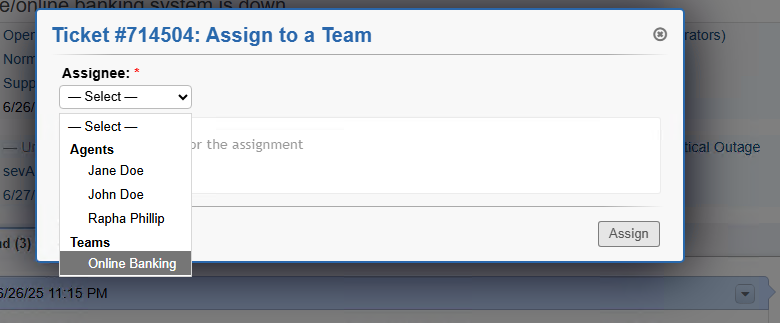 e/online banking system is down
Ticket #714504: Assign to a Team
Oper
rators)
Norm
Assignee: *
Supp
— Select —
6/26/
— Select —
Agents
or the assignment
— Un
tical Outage
Jane Doe
sevA
John Doe
6/27/
Rapha Phillip
Teams
Assign
nd (3)
Online Banking
6/26/25 11:15 PM